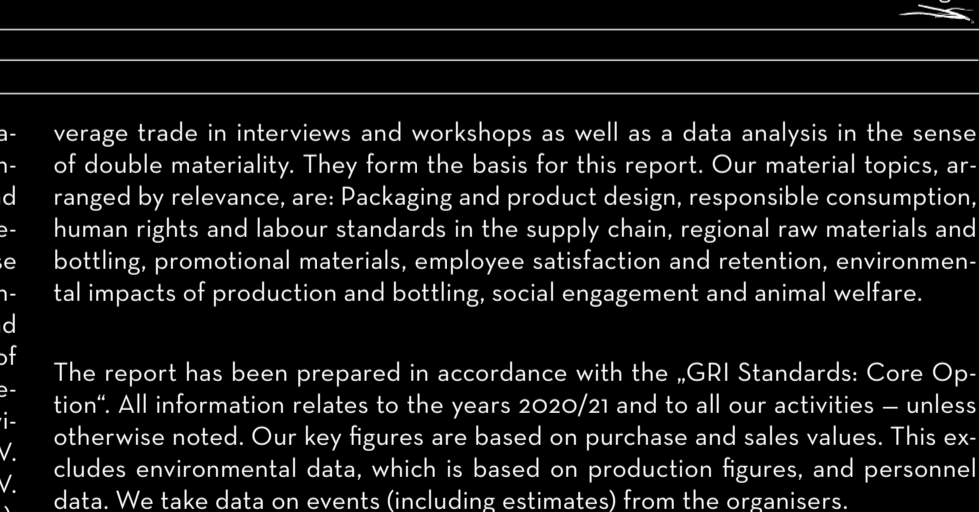 verage trade in interviews and workshops as well as a data analysis in the sense
of double materiality. They form the basis for this report. Our material topics, ar-
ranged by relevance, are: Packaging and product design, responsible consumption,
human rights and labour standards in the supply chain, regional raw materials and
bottling, promotional materials, employee satisfaction and retention, environmen-
tal impacts of production and bottling, social engagement and animal welfare.
The report has been prepared in accordance with the „GRI Standards: Core Op-
tion“. All information relates to the years 2020/21 and to all our activities – unless
otherwise noted. Our key figures are based on purchase and sales values. This ex-
cludes environmental data, which is based on production figures, and personnel
data. We take data on events (including estimates) from the organisers.